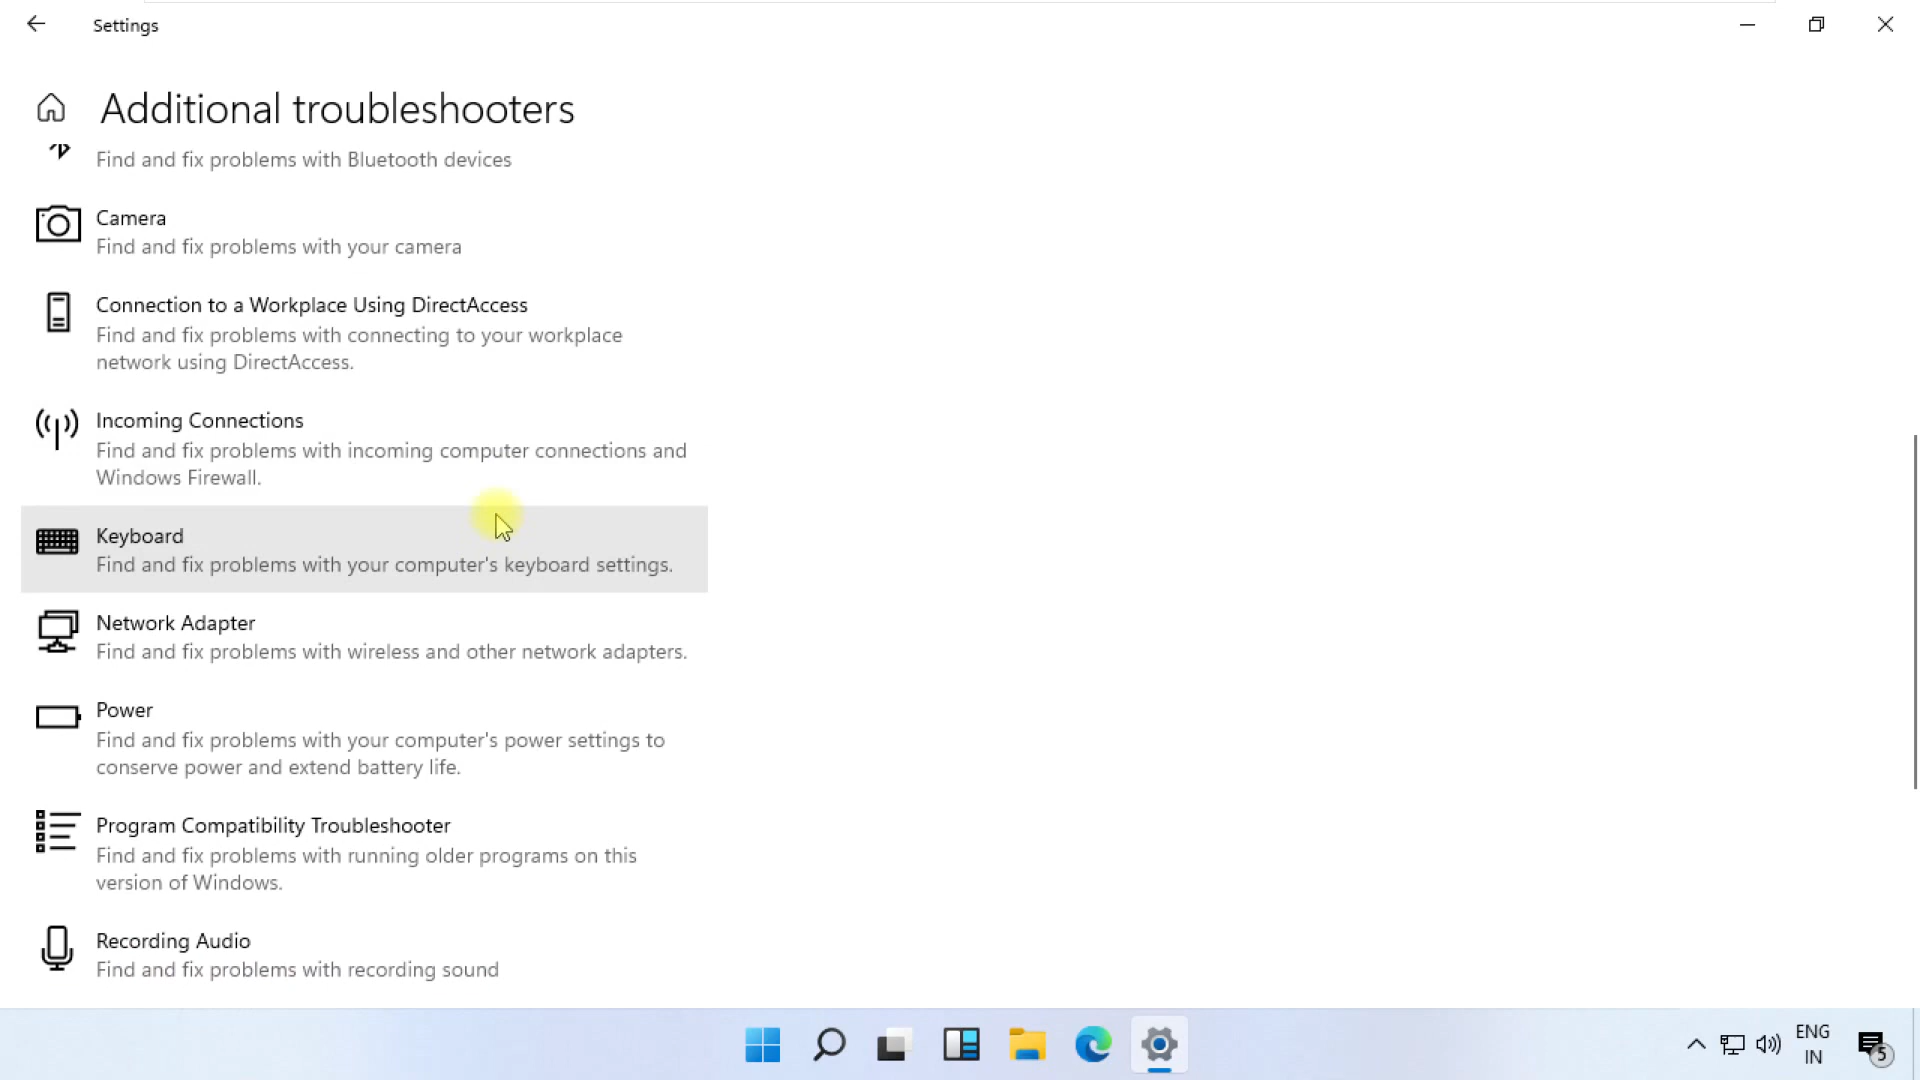 Settings
Additional troubleshooters
Find and fix problems with Bluetooth devices
Camera
Find and fix problems with your camera
Connection to a Workplace Using DirectAccess
Find and fix problems with connecting to your workplace
network using DirectAccess.
Incoming Connections
Find and fix problems with incoming computer connections and
Windows Firewall.
Keyboard
Find and fix problems with your computer's keyboard settings.
Network Adapter
Find and fix problems with wireless and other network adapters.
Power
Find and fix problems with your computer's power settings to
conserve power and extend battery life.
Program Compatibility Troubleshooter
Find and fix problems with running older programs on this
version of Windows.
Recording Audio
Find and fix problems with recording sound
ENG
IN
5